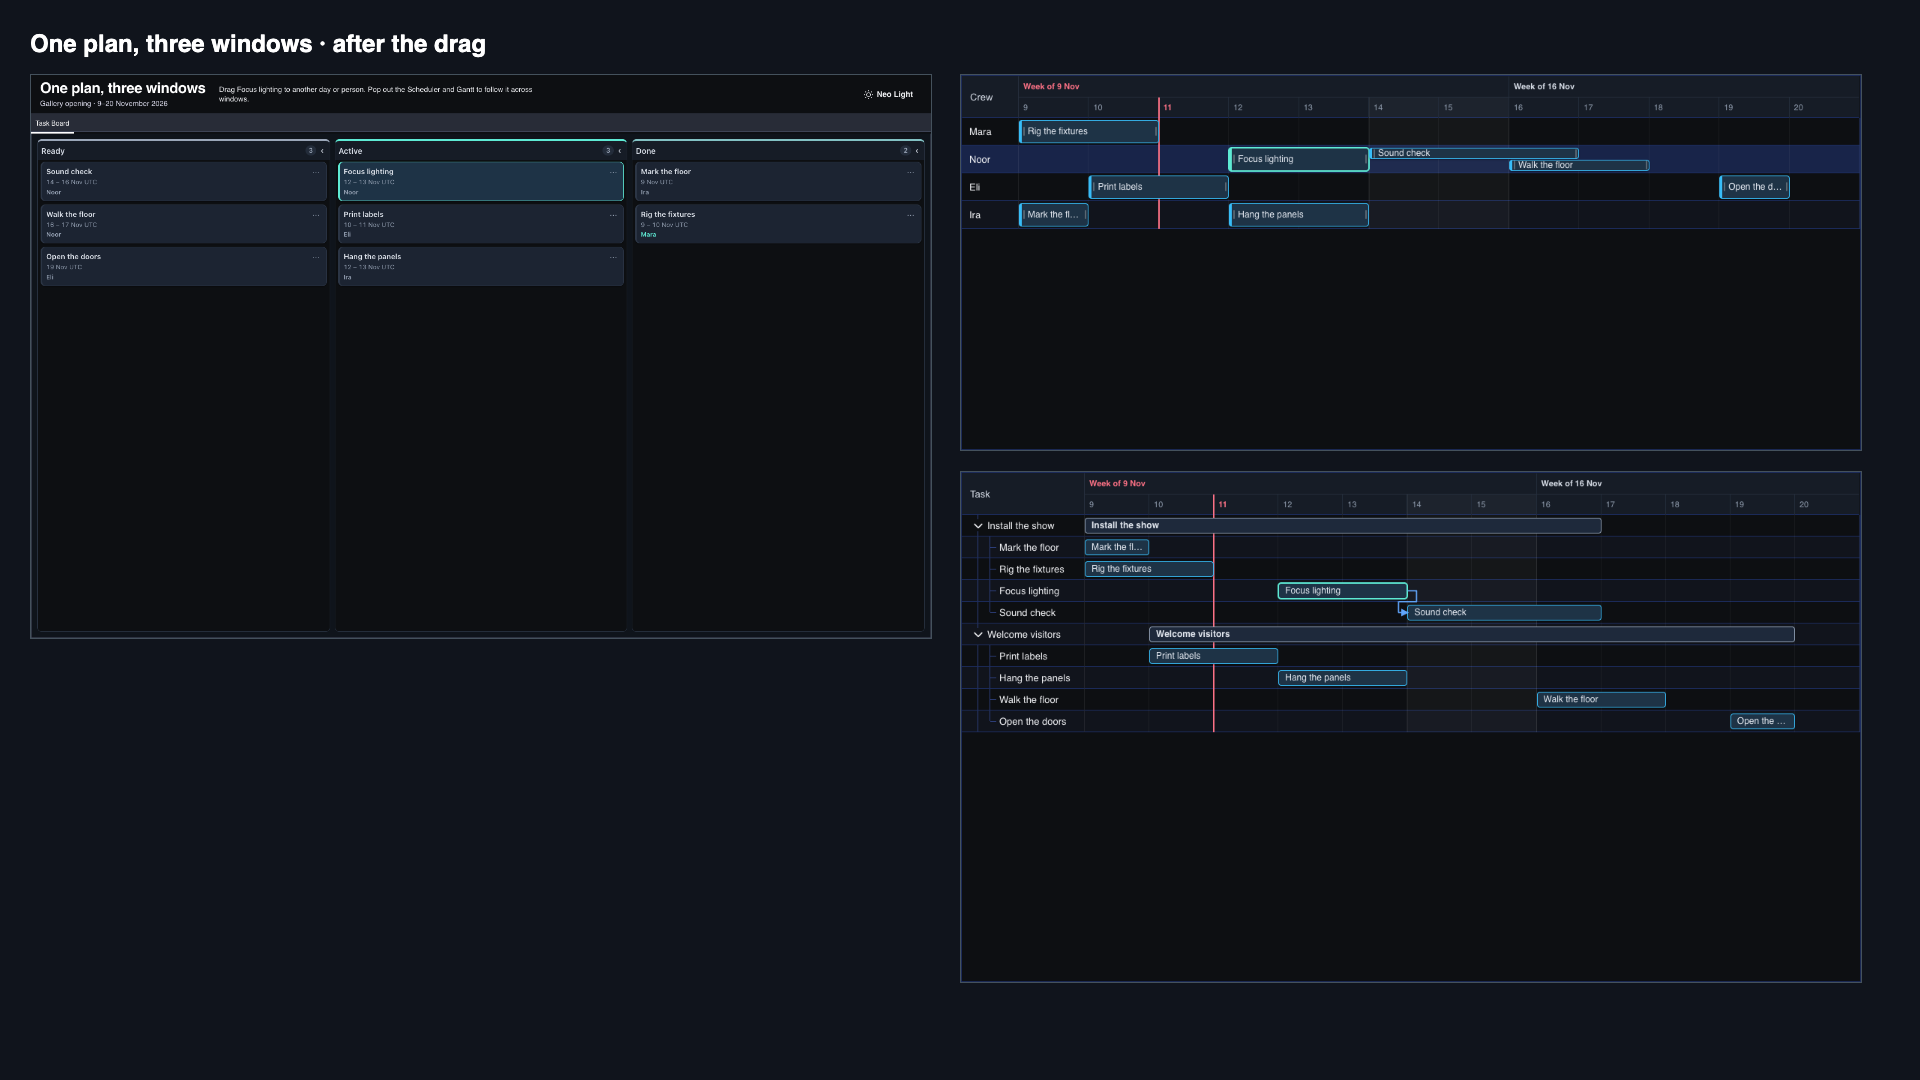 One plan, three windows · after the drag
One plan, three windows
Gallery opening · 9–20 November 2026
Drag Focus lighting to another day or person. Pop out the Scheduler and Gantt to follow it across
windows.
Neo Light
Task Board
Ready 3
Sound check
14 – 16 Nov UTC
Noor
Walk the floor
16 – 17 Nov UTC
Noor
Open the doors
19 Nov UTC
Eli
Active 3
Focus lighting
12 – 13 Nov UTC
Noor
Print labels
10 – 11 Nov UTC
Eli
Hang the panels
12 – 13 Nov UTC
Ira
Done 2
Mark the floor
9 Nov UTC
Ira
Rig the fixtures
9 – 10 Nov UTC
Mara
Crew
Week of 9 Nov Week of 16 Nov
9 10 11 12 13 14 15 16 17 18 19 20
Mara Rig the fixtures
Noor Focus lighting Sound check
Walk the floor
Eli Print labels Open the d...
Ira Mark the fl... Hang the panels
Task
Week of 9 Nov Week of 16 Nov
9 10 11 12 13 14 15 16 17 18 19 20
Install the show Install the show
Mark the floor Mark the fl...
Rig the fixtures Rig the fixtures
Focus lighting Focus lighting
Sound check Sound check
Welcome visitors Welcome visitors
Print labels Print labels
Hang the panels Hang the panels
Walk the floor Walk the floor
Open the doors Open the ...